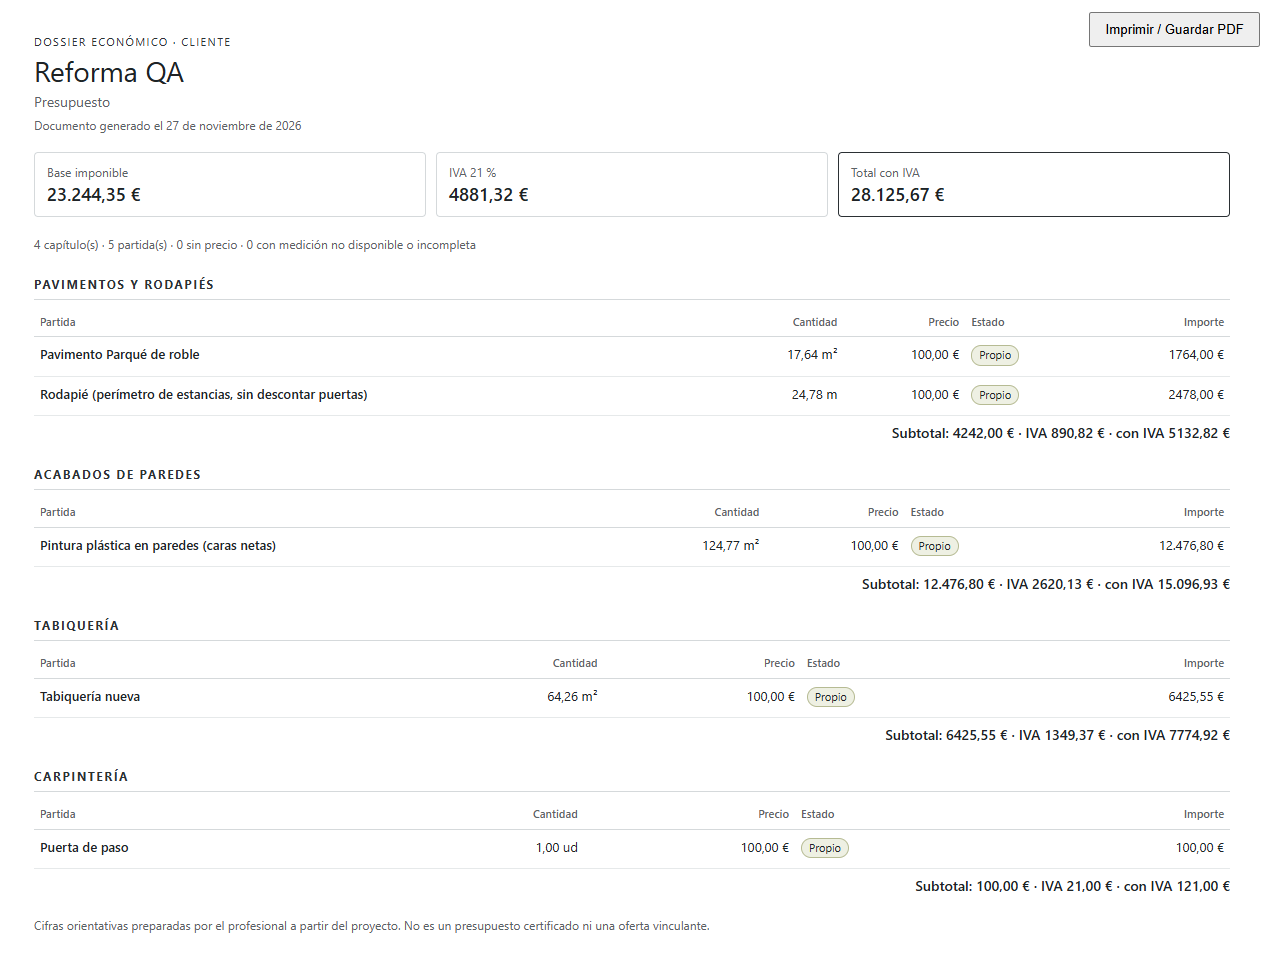 Imprimir / Guardar PDF
DOSSIER ECONÓMICO · CLIENTE
Reforma QA
Presupuesto
Documento generado el 27 de noviembre de 2026
Base imponible
23.244,35 €
IVA 21 %
4881,32 €
Total con IVA
28.125,67 €
4 capítulo(s) · 5 partida(s) · 0 sin precio · 0 con medición no disponible o incompleta
PAVIMENTOS Y RODAPIÉS
Partida Cantidad Precio Estado Importe
Pavimento Parqué de roble 17,64 m² 100,00 € Propio 1764,00 €
Rodapié (perímetro de estancias, sin descontar puertas) 24,78 m 100,00 € Propio 2478,00 €
Subtotal: 4242,00 € · IVA 890,82 € · con IVA 5132,82 €
ACABADOS DE PAREDES
Partida Cantidad Precio Estado Importe
Pintura plástica en paredes (caras netas) 124,77 m² 100,00 € Propio 12.476,80 €
Subtotal: 12.476,80 € · IVA 2620,13 € · con IVA 15.096,93 €
TABIQUERÍA
Partida Cantidad Precio Estado Importe
Tabiquería nueva 64,26 m² 100,00 € Propio 6425,55 €
Subtotal: 6425,55 € · IVA 1349,37 € · con IVA 7774,92 €
CARPINTERÍA
Partida Cantidad Precio Estado Importe
Puerta de paso 1,00 ud 100,00 € Propio 100,00 €
Subtotal: 100,00 € · IVA 21,00 € · con IVA 121,00 €
Cifras orientativas preparadas por el profesional a partir del proyecto. No es un presupuesto certificado ni una oferta vinculante.